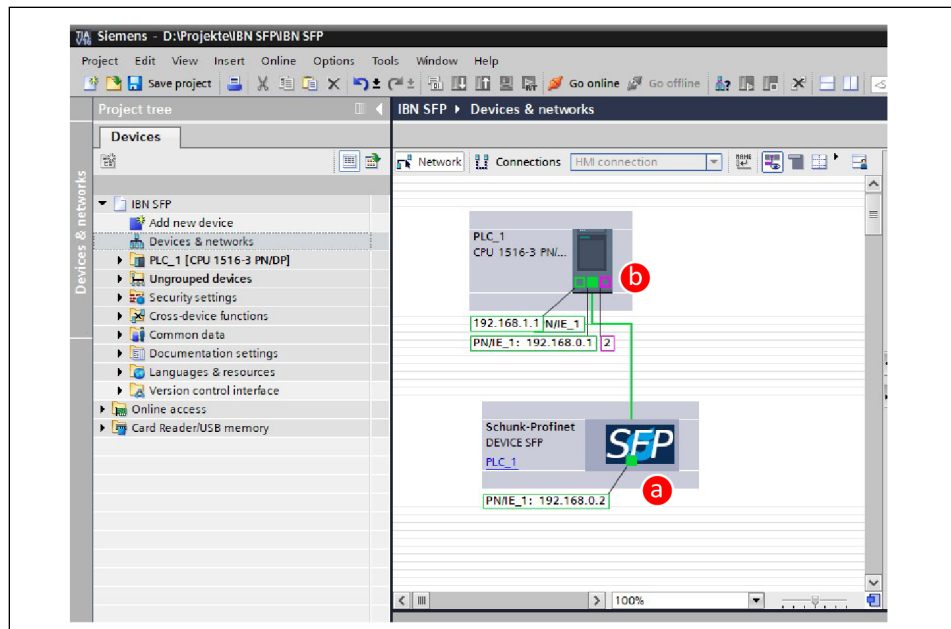 Siemens - D:\Projekte\IBN SFP\IBN SFP
Project Edit View Insert Online Options Tools Window Help
Save project Go online Go offline
Project tree
Devices
Devices & networks
IBN SFP
Add new device
Devices & networks
PLC_1 [CPU 1516-3 PN/DP]
Ungrouped devices
Security settings
Cross-device functions
Common data
Documentation settings
Languages & resources
Version control interface
Online access
Card Reader/USB memory
IBN SFP Devices & networks
Network Connections HMI connection
PLC_1
CPU 1516-3 PN/...
b
192.168.1.1 N/IE_1
PN/IE_1: 192.168.0.1 2
Schunk-Profinet
DEVICE SFP
PLC_1
SFP
a
PN/IE_1: 192.168.0.2
100%